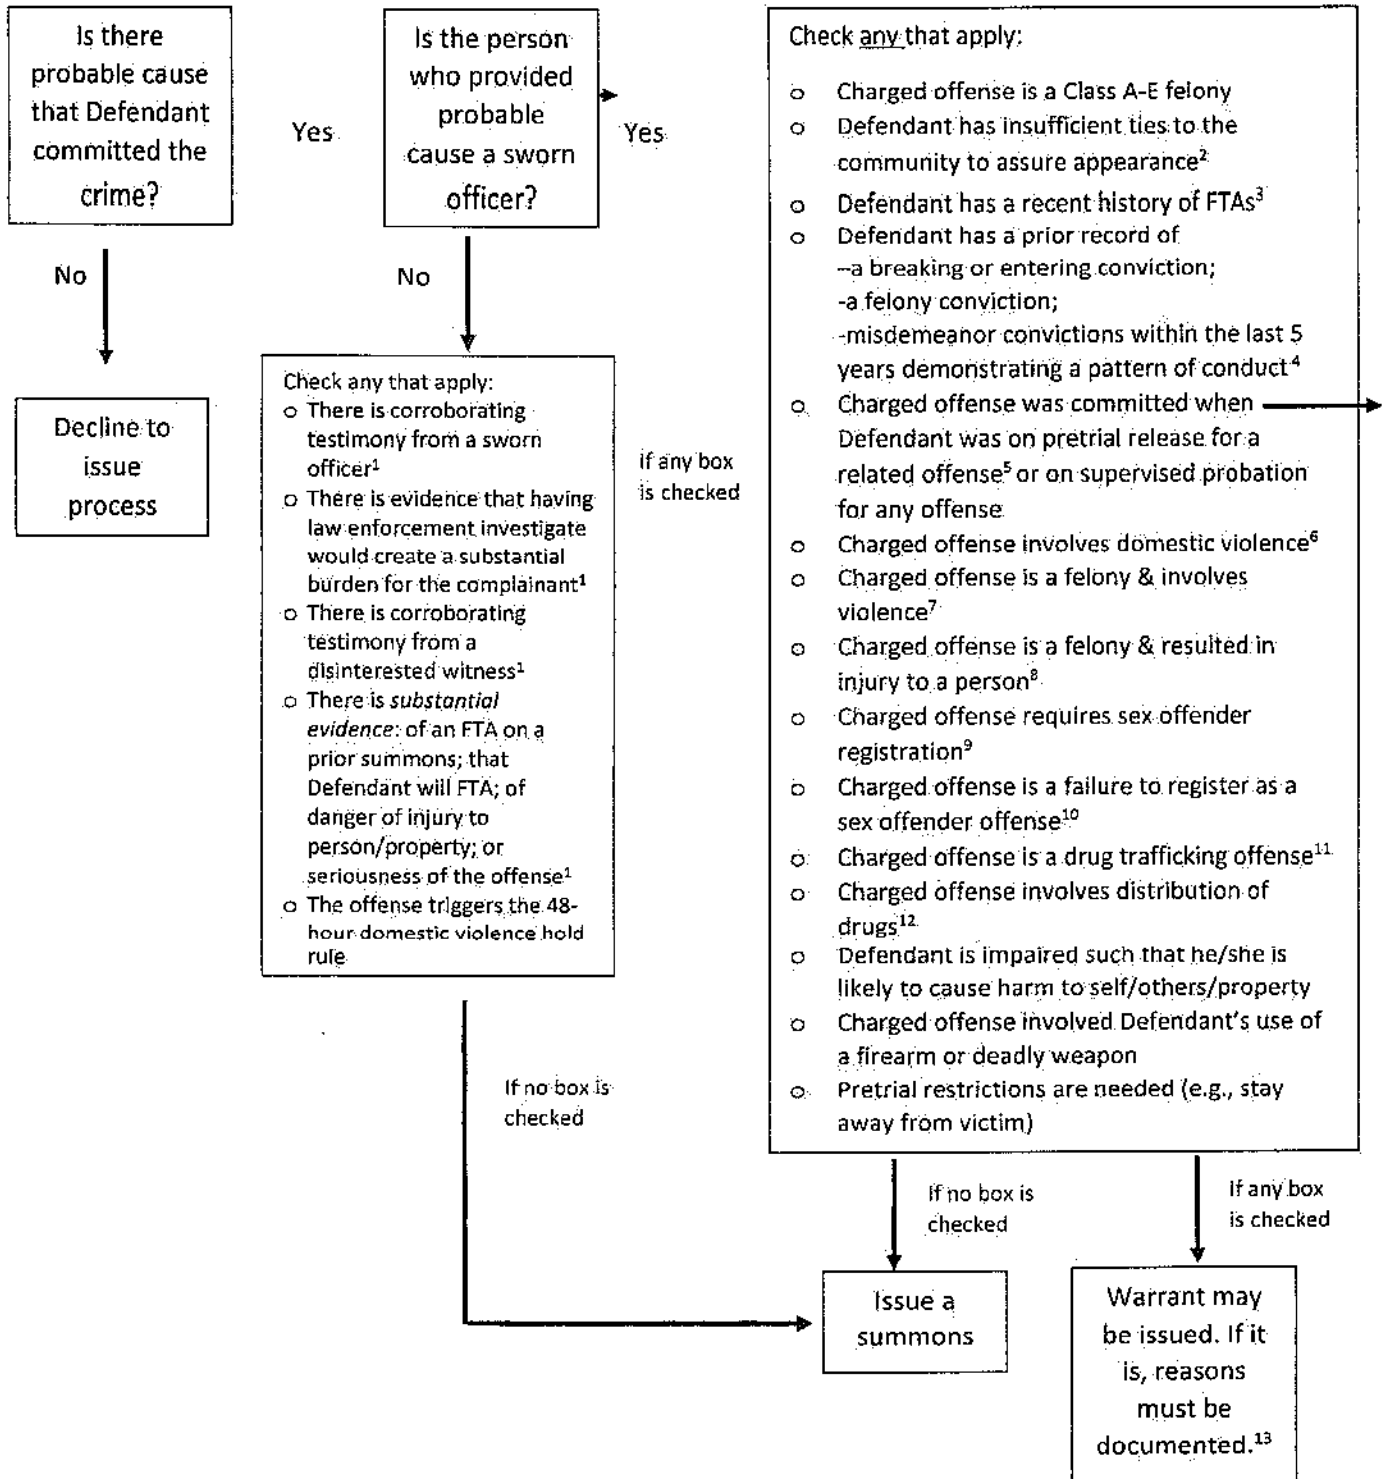 Is there
probable cause
that Defendant
committed the
crime?
Yes
Is the person
who provided
probable
cause a sworn
officer?
Yes
No
Decline to
issue
process
No
Check any that apply:
o There is corroborating
testimony from a sworn
officer¹
o There is evidence that having
law enforcement investigate
would create a substantial
burden for the complainant¹
o There is corroborating
testimony from a
disinterested witness¹
o There is substantial
evidence: of an FTA on a
prior summons; that
Defendant will FTA; of
danger of injury to
person/property; or
seriousness of the offense¹
o The offense triggers the 48-
hour domestic violence hold
rule
if any box
is checked
If no box is
checked
Check any that apply:
o Charged offense is a Class A-E felony
o Defendant has insufficient ties to the
community to assure appearance²
o Defendant has a recent history of FTAs³
o Defendant has a prior record of
--a breaking or entering conviction;
-a felony conviction;
-misdemeanor convictions within the last 5
years demonstrating a pattern of conduct⁴
o Charged offense was committed when
Defendant was on pretrial release for a
related offense⁵ or on supervised probation
for any offense
o Charged offense involves domestic violence⁶
o Charged offense is a felony & involves
violence⁷
o Charged offense is a felony & resulted in
injury to a person⁸
o Charged offense requires sex offender
registration⁹
o Charged offense is a failure to register as a
sex offender offense¹⁰
o Charged offense is a drug trafficking offense¹¹
o Charged offense involves distribution of
drugs¹²
o Defendant is impaired such that he/she is
likely to cause harm to self/others/property
o Charged offense involved Defendant's use of
a firearm or deadly weapon
o Pretrial restrictions are needed (e.g., stay
away from victim)
If no box is
checked
If any box
is checked
Issue a
summons
Warrant may
be issued. If it
is, reasons
must be
documented.¹³